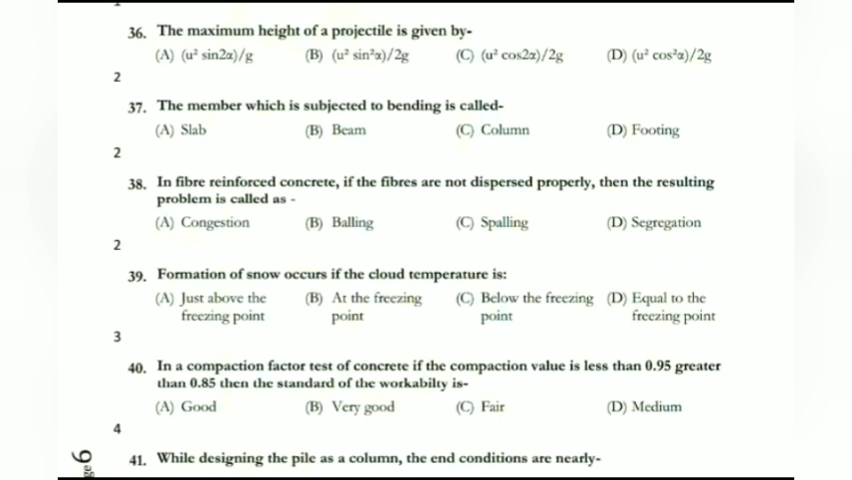 36. The maximum height of a projectile is given by-
(A) (u² sin2α)/g (B) (u² sin²α)/2g (C) (u² cos2α)/2g (D) (u² cos²α)/2g
2
37. The member which is subjected to bending is called-
(A) Slab (B) Beam (C) Column (D) Footing
2
38. In fibre reinforced concrete, if the fibres are not dispersed properly, then the resulting
problem is called as -
(A) Congestion (B) Balling (C) Spalling (D) Segregation
2
39. Formation of snow occurs if the cloud temperature is:
(A) Just above the (B) At the freezing (C) Below the freezing (D) Equal to the
freezing point point point freezing point
3
40. In a compaction factor test of concrete if the compaction value is less than 0.95 greater
than 0.85 then the standard of the workabilty is-
(A) Good (B) Very good (C) Fair (D) Medium
4
41. While designing the pile as a column, the end conditions are nearly-
ge 6